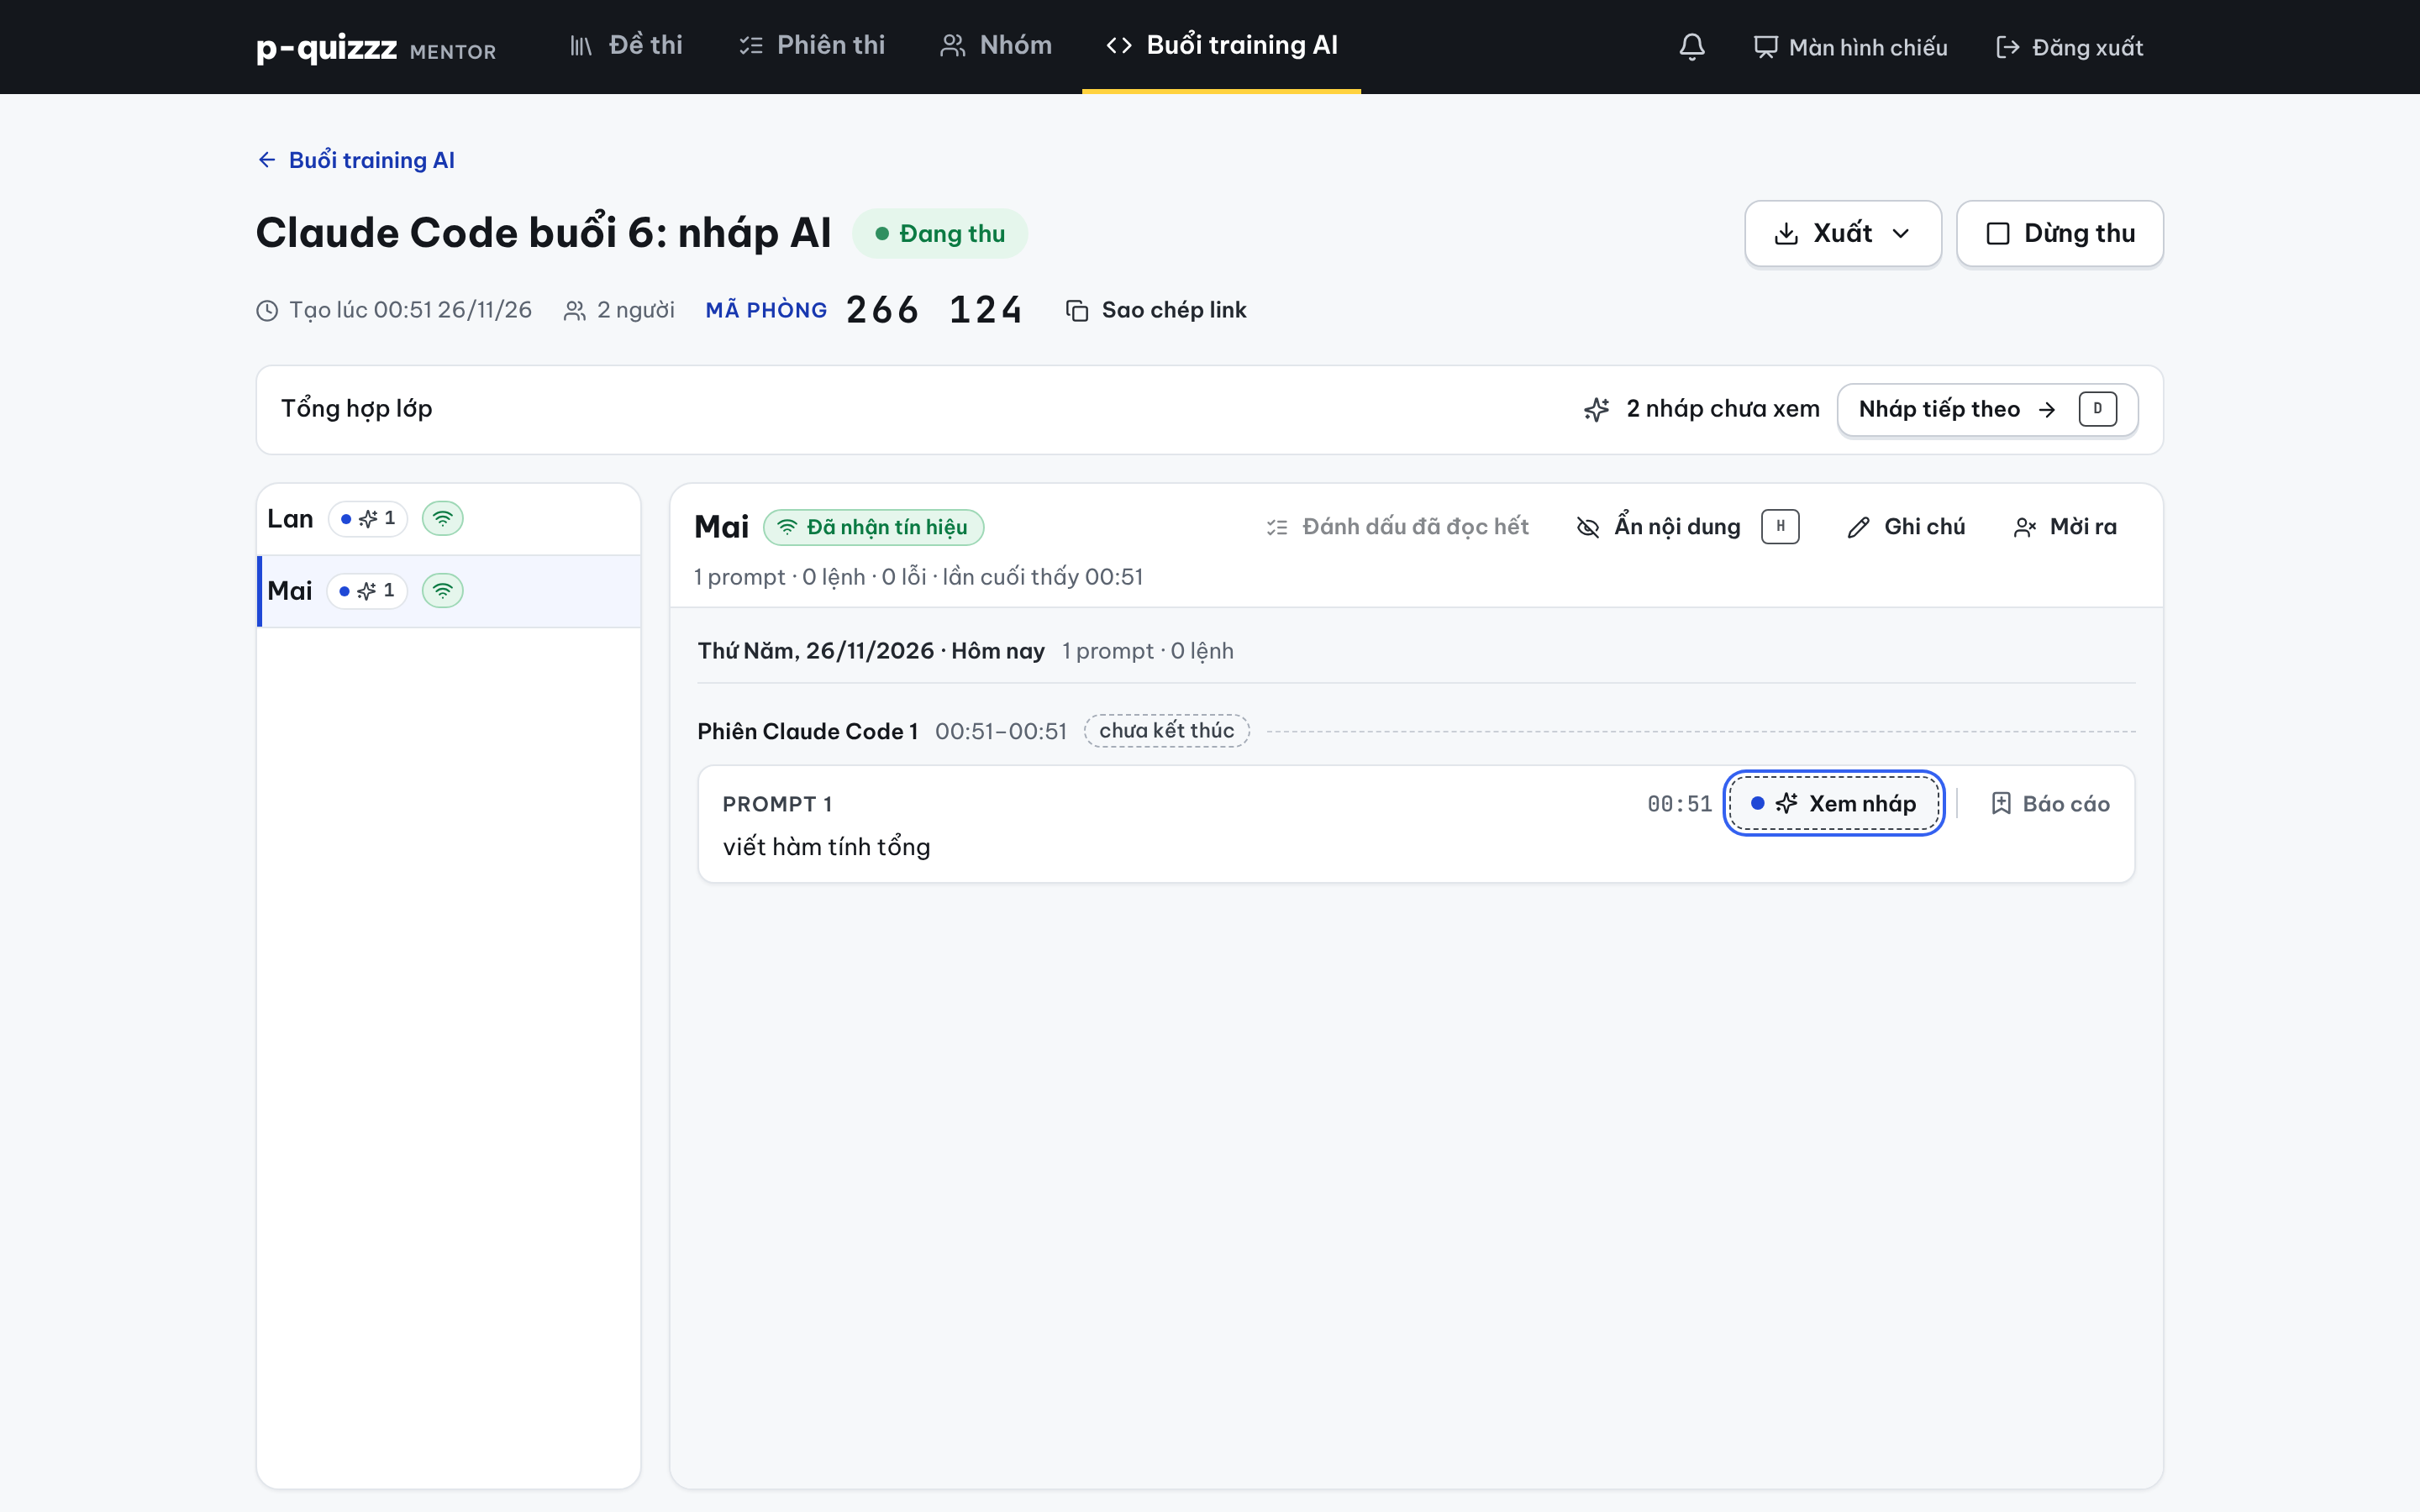 p-quizzz MENTOR Đề thi Phiên thi Nhóm Buổi training AI Màn hình chiếu Đăng xuất
Buổi training AI
Claude Code buổi 6: nháp AI Đang thu Xuất Dừng thu
Tạo lúc 00:51 26/11/26 2 người MÃ PHÒNG 266 124 Sao chép link
Tổng hợp lớp 2 nháp chưa xem Nháp tiếp theo D
Lan 1
Mai 1
Mai Đã nhận tín hiệu Đánh dấu đã đọc hết Ẩn nội dung H Ghi chú Mời ra
1 prompt · 0 lệnh · 0 lỗi · lần cuối thấy 00:51
Thứ Năm, 26/11/2026 · Hôm nay 1 prompt · 0 lệnh
Phiên Claude Code 1 00:51–00:51 chưa kết thúc
PROMPT 1 00:51 Xem nháp Báo cáo
viết hàm tính tổng